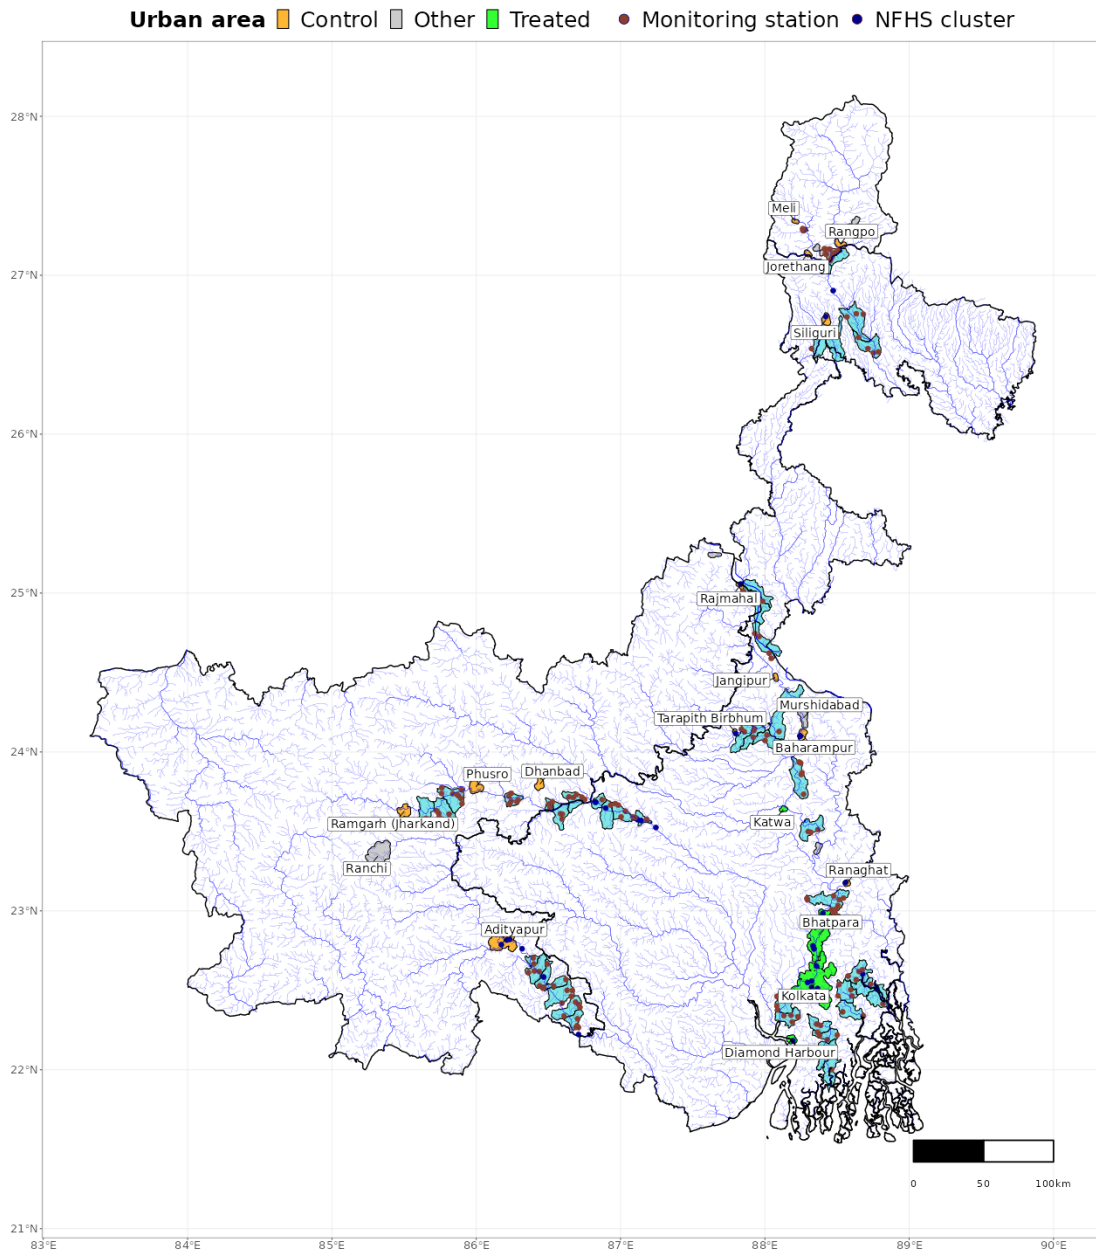 Urban area Control Other Treated Monitoring station NFHS cluster
28°N
27°N
26°N
25°N
24°N
23°N
22°N
21°N
Meli
Rangpo
Jorethang
Siliguri
Rajmahal
Jangipur
Murshidabad
Tarapith Birbhum
Baharampur
Phusro
Dhanbad
Ramgarh (Jharkand)
Katwa
Ranchi
Ranaghat
Bhatpara
Adityapur
Kolkata
Diamond Harbour
0 50 100km
83°E 84°E 85°E 86°E 87°E 88°E 89°E 90°E